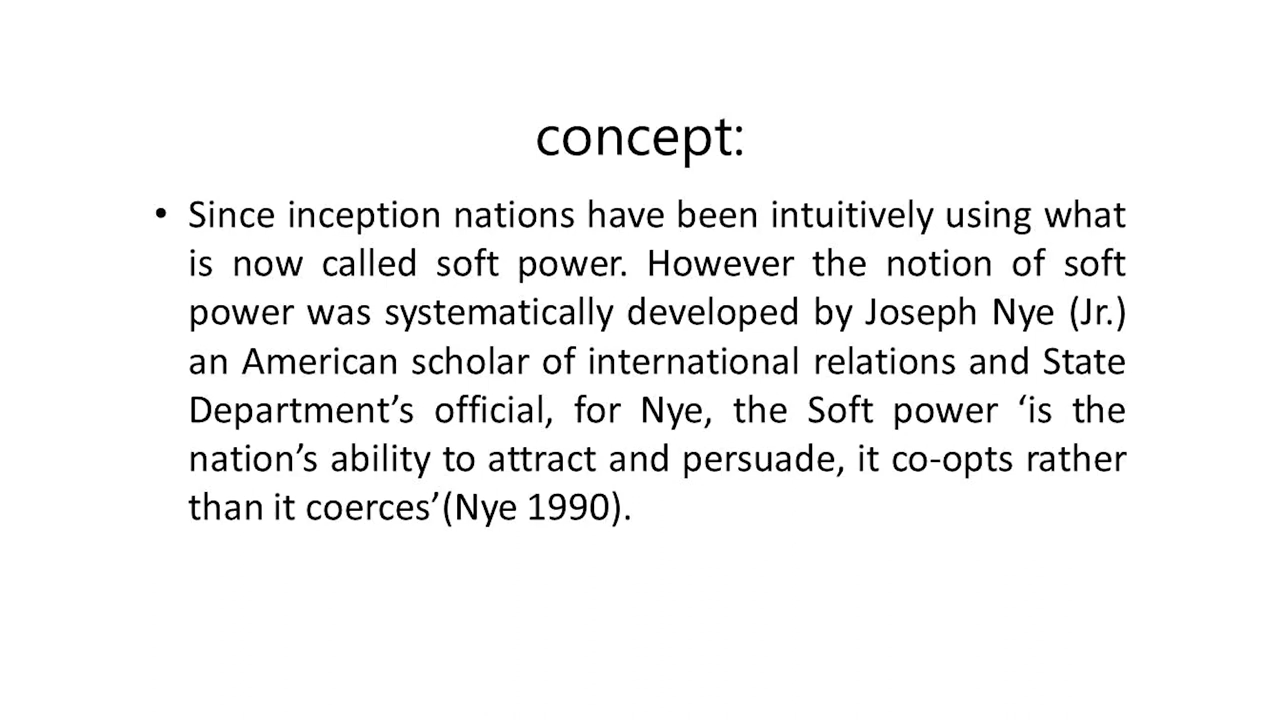 concept:
• Since inception nations have been intuitively using what
is now called soft power. However the notion of soft
power was systematically developed by Joseph Nye (Jr.)
an American scholar of international relations and State
Department’s official, for Nye, the Soft power ‘is the
nation’s ability to attract and persuade, it co-opts rather
than it coerces’(Nye 1990).